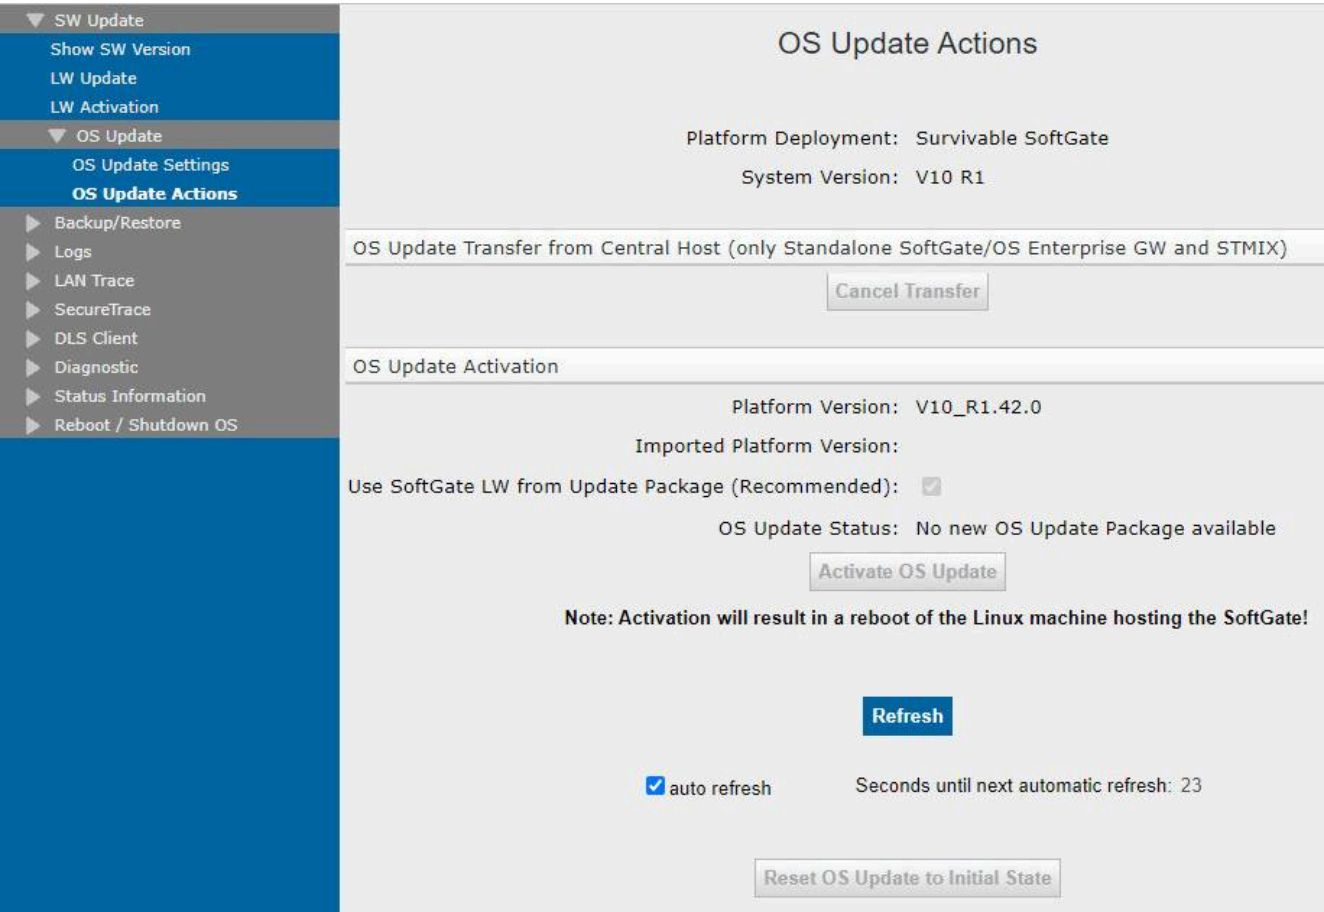 SW Update
Show SW Version
LW Update
LW Activation
OS Update
OS Update Settings
OS Update Actions
Backup/Restore
Logs
LAN Trace
SecureTrace
DLS Client
Diagnostic
Status Information
Reboot / Shutdown OS
OS Update Actions
Platform Deployment: Survivable SoftGate
System Version: V10 R1
OS Update Transfer from Central Host (only Standalone SoftGate/OS Enterprise GW and STMIX)
Cancel Transfer
OS Update Activation
Platform Version: V10_R1.42.0
Imported Platform Version:
Use SoftGate LW from Update Package (Recommended):
OS Update Status: No new OS Update Package available
Activate OS Update
Note: Activation will result in a reboot of the Linux machine hosting the SoftGate!
Refresh
auto refresh Seconds until next automatic refresh: 23
Reset OS Update to Initial State